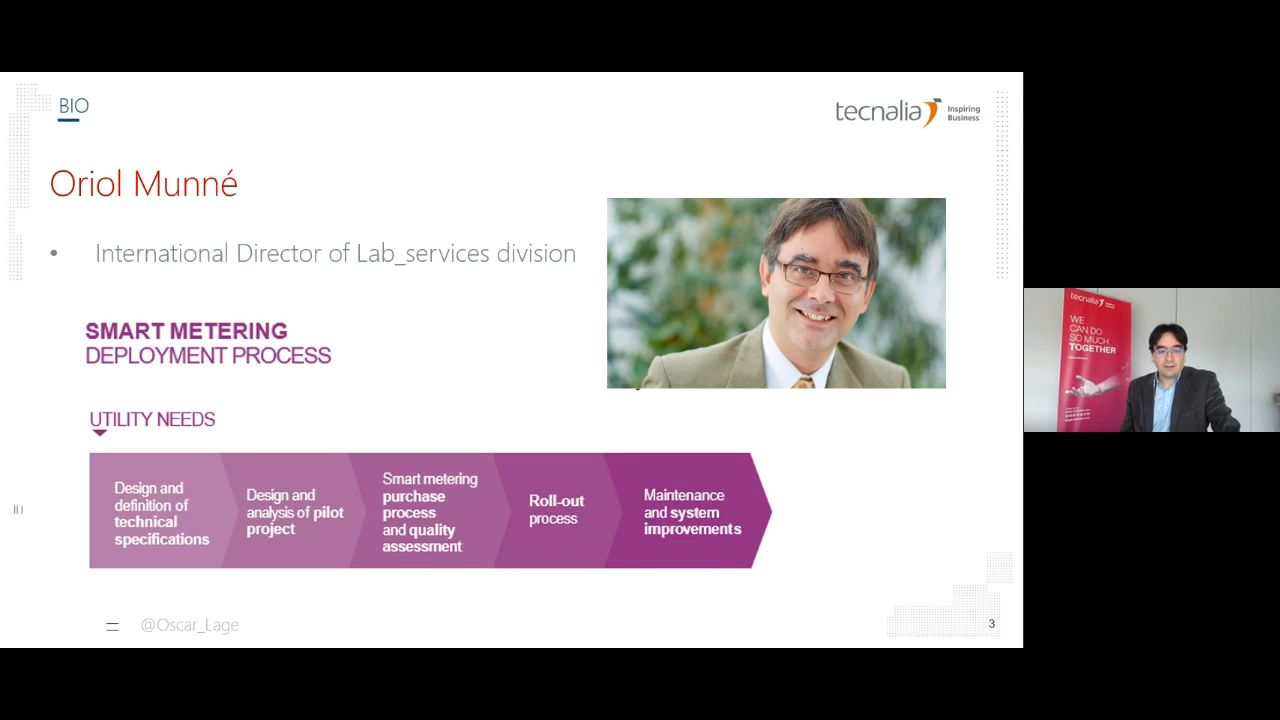 BIO
tecnalia Inspiring
Business
Oriol Munné
• International Director of Lab_services division
SMART METERING
DEPLOYMENT PROCESS
UTILITY NEEDS
Design and
definition of
technical
specifications
Design and
analysis of pilot
project
Smart metering
purchase
process
and quality
assessment
Roll-out
process
Maintenance
and system
improvements
@Oscar_Lage
3
tecnalia
WE
CAN DO
SO MUCH
TOGETHER